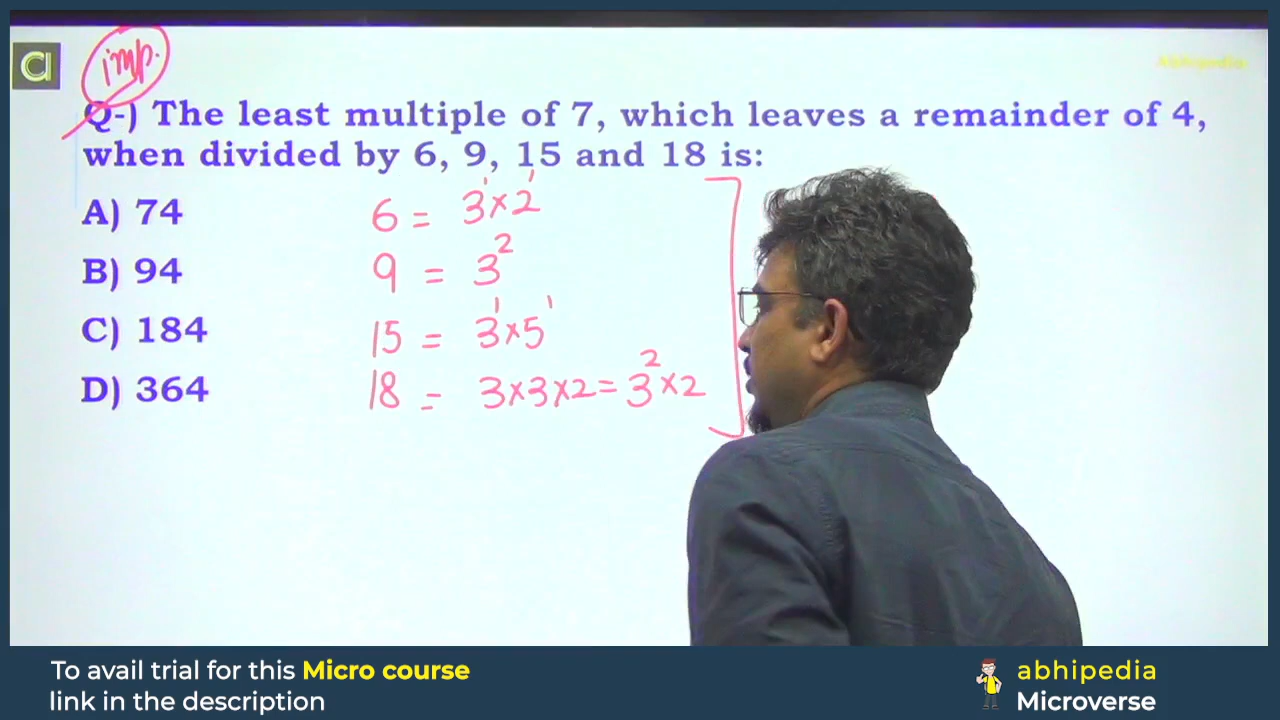 imp.
Abhipedia
Q-) The least multiple of 7, which leaves a remainder of 4,
when divided by 6, 9, 15 and 18 is:
A) 74
B) 94
C) 184
D) 364
6 = 3¹×2¹
9 = 3²
15 = 3¹×5¹
18 = 3×3×2=3²×2
To avail trial for this Micro course
link in the description
abhipedia
Microverse